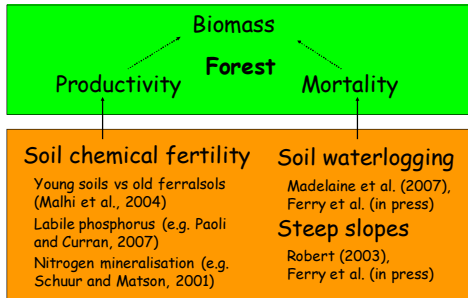 Biomass
Forest
Productivity
Mortality
Soil chemical fertility
Young soils vs old ferralsols
(Malhi et al., 2004)
Labile phosphorus (e.g. Paoli
and Curran, 2007)
Nitrogen mineralisation (e.g.
Schuur and Matson, 2001)
Soil waterlogging
Madelaine et al. (2007),
Ferry et al. (in press)
Steep slopes
Robert (2003),
Ferry et al. (in press)